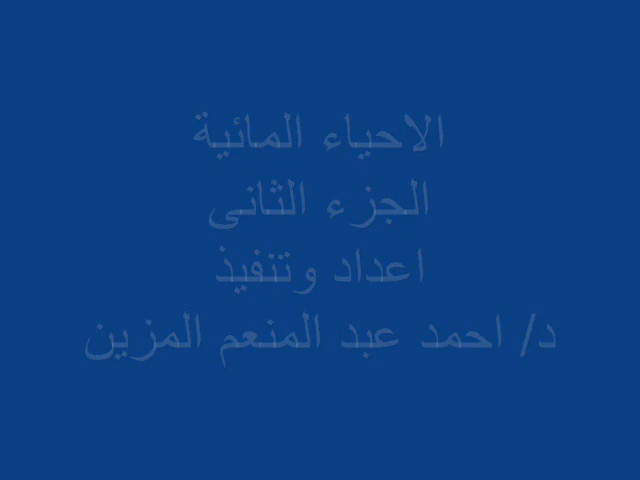 الاحياء المائية
الجزء الثانى
اعداد وتنفيذ
د/ احمد عبد المنعم المزين